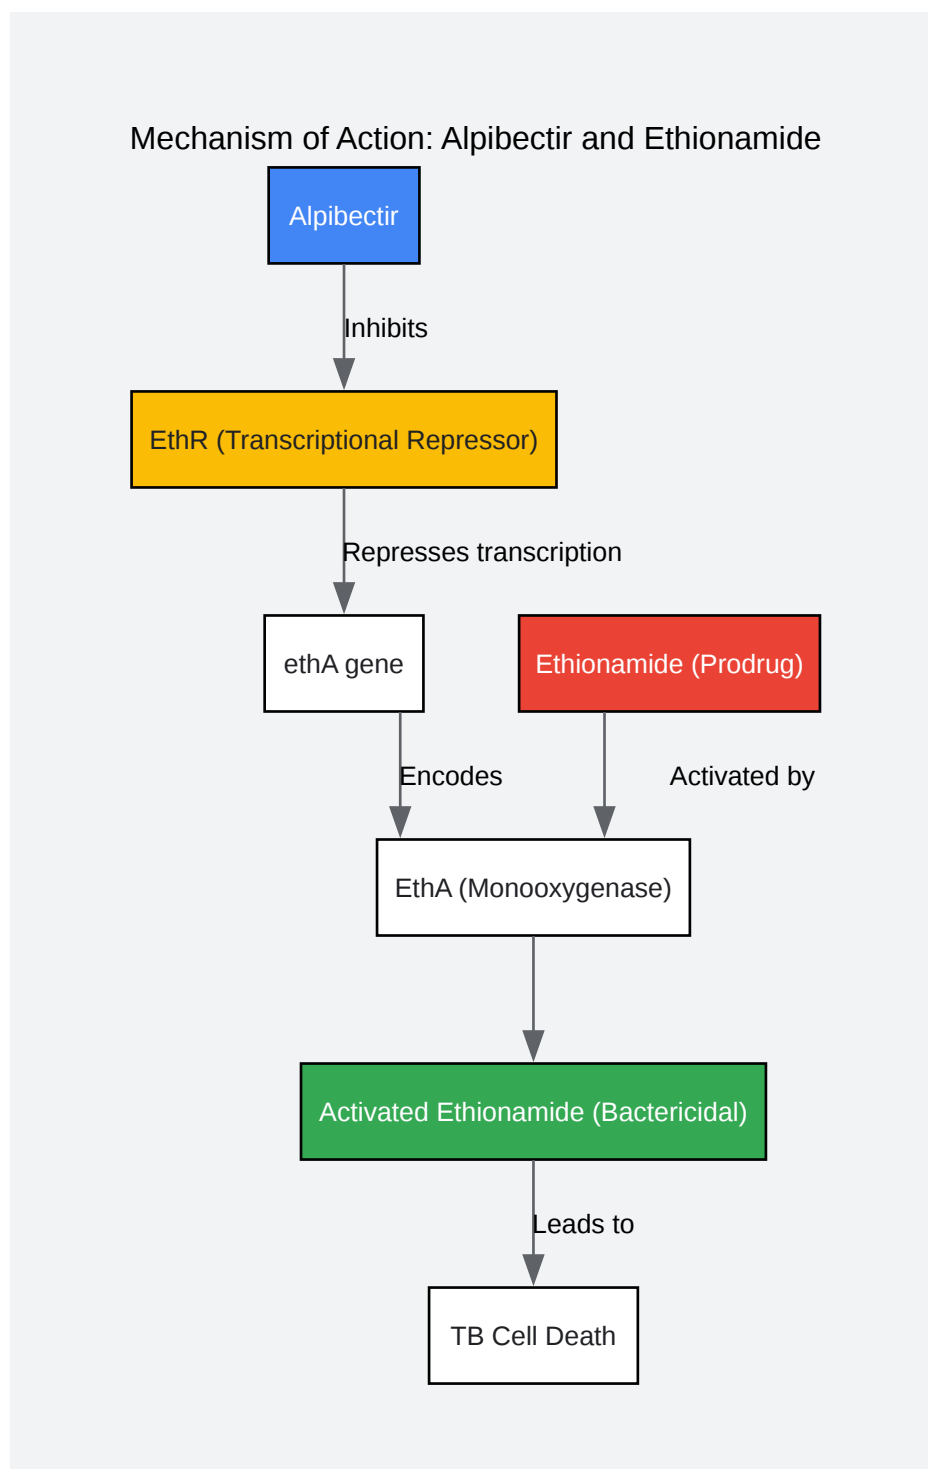 Mechanism of Action: Alpibectir and Ethionamide
Alpibectir
Inhibits
EthR (Transcriptional Repressor)
Represses transcription
ethA gene
Ethionamide (Prodrug)
Encodes
Activated by
EthA (Monooxygenase)
Activated Ethionamide (Bactericidal)
Leads to
TB Cell Death